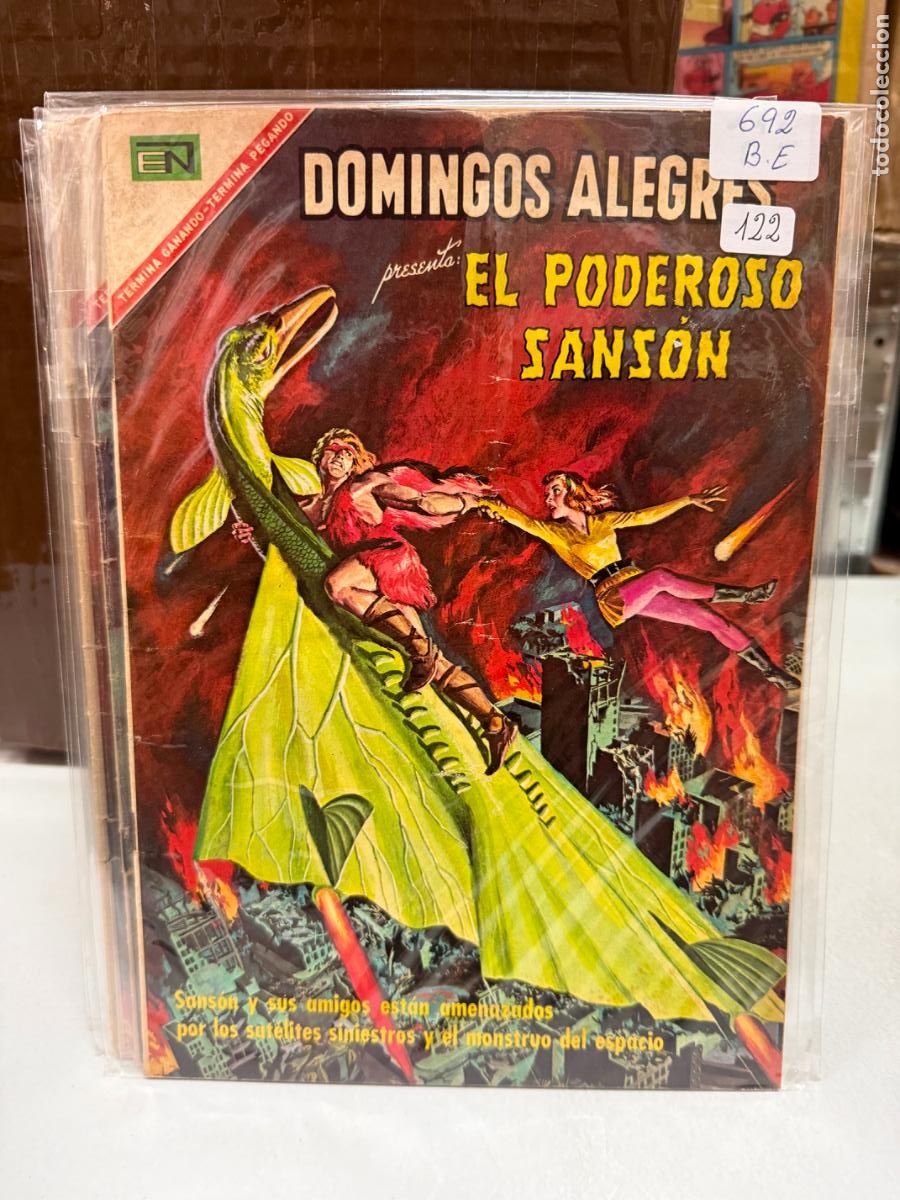 EN
TERMINA GANANDO-TERMINA PEGANDO
TE
DOMINGOS ALEGRES
presenta:
EL PODEROSO
SANSÓN
692
B.E
122
Sansón y sus amigos están amenazados
por los satélites siniestros y el monstruo del espacio
todocoleccion